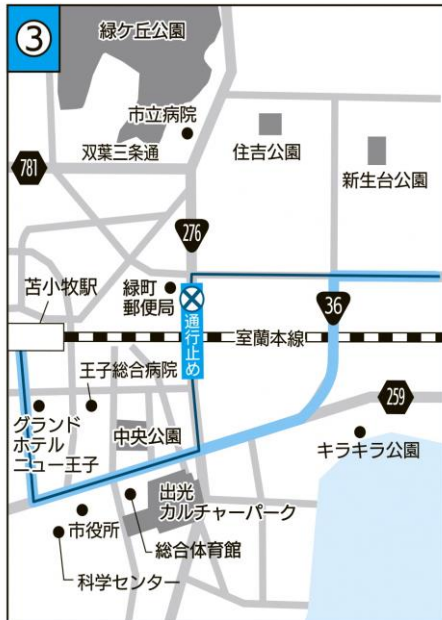 ③
緑ケ丘公園
市立病院
双葉三条通
住吉公園
新生台公園
781
276
苫小牧駅
緑町
郵便局
通行止め
36
室蘭本線
王子総合病院
259
グランド
ホテル
ニュー王子
中央公園
キラキラ公園
出光
カルチャーパーク
市役所
総合体育館
科学センター